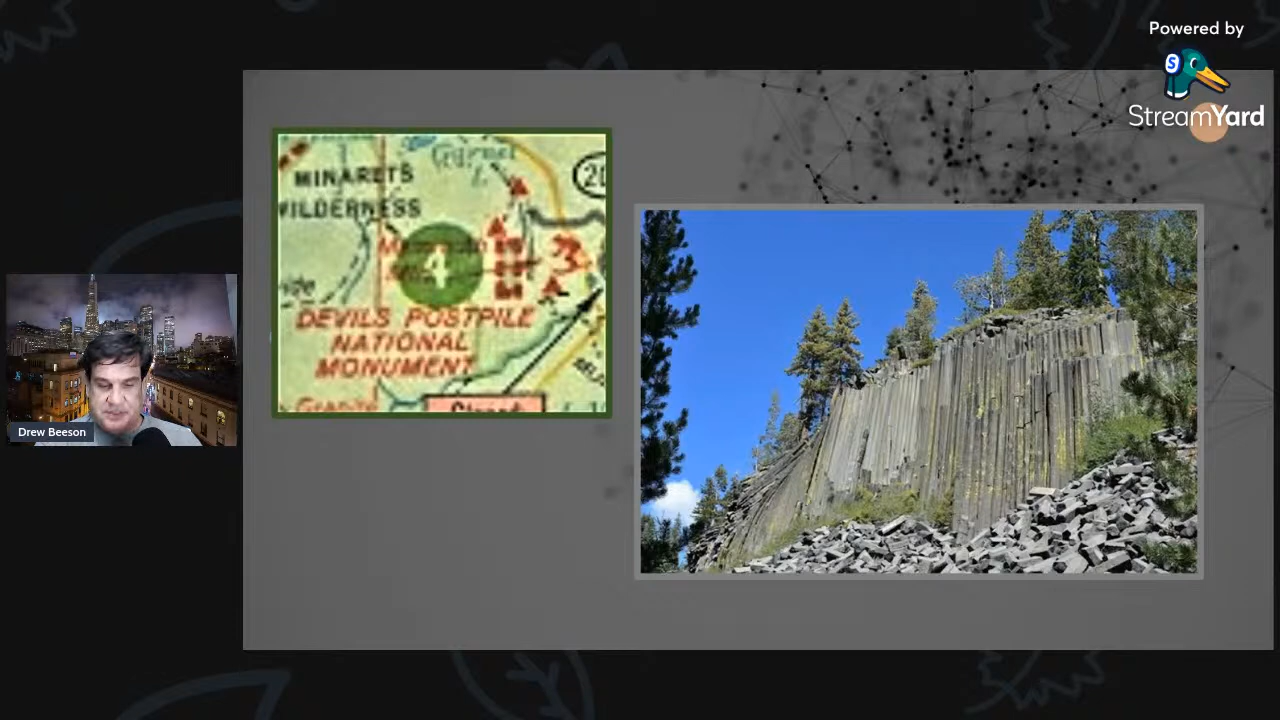 Powered by
StreamYard
MINARETS
WILDERNESS
4
DEVILS POSTPILE
NATIONAL
MONUMENT
Drew Beeson